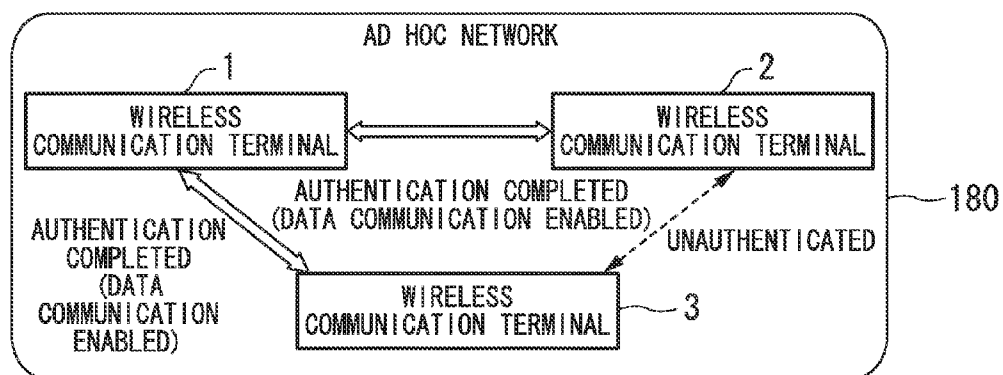 AD HOC NETWORK
1
2
WIRELESS
COMMUNICATION TERMINAL
WIRELESS
COMMUNICATION TERMINAL
AUTHENTICATION COMPLETED
(DATA COMMUNICATION ENABLED)
180
AUTHENTICATION
COMPLETED
(DATA
COMMUNICATION
ENABLED)
UNAUTHENTICATED
WIRELESS
COMMUNICATION TERMINAL
3